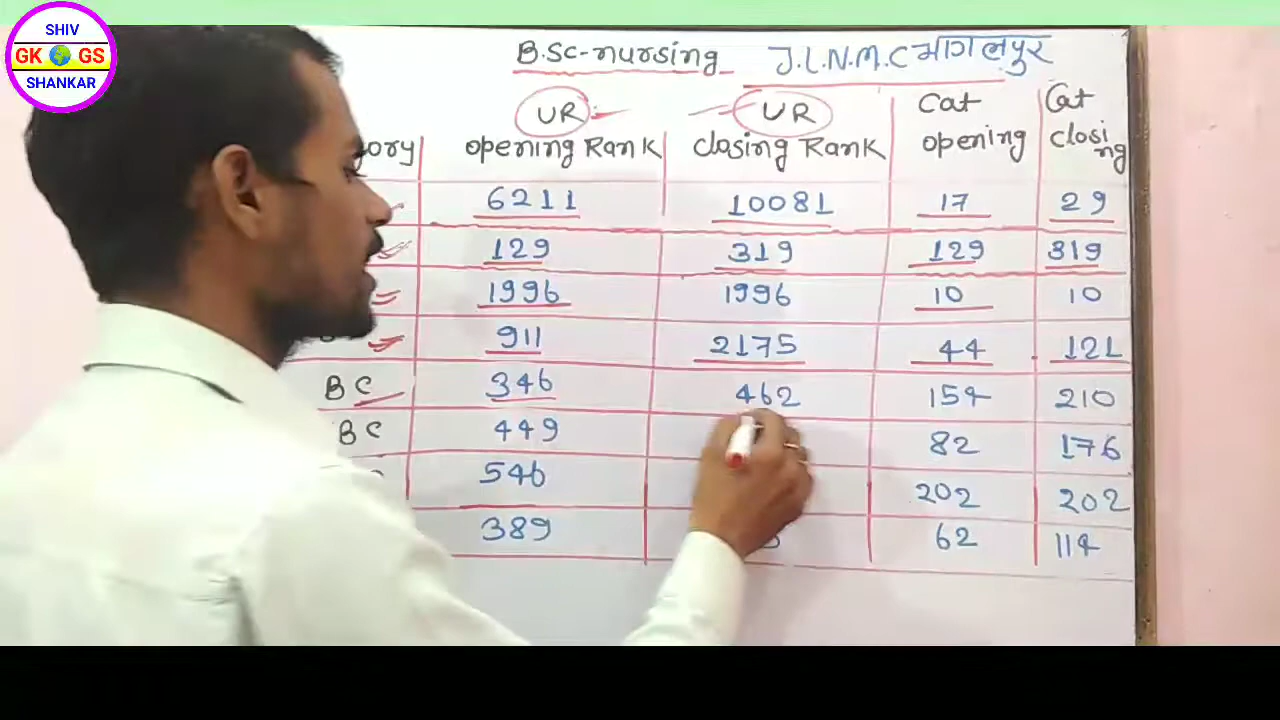 SHIV
GK GS
SHANKAR
B.SC-nursing J.L.N.M.C भागलपुर
UR UR Cat Cat
opening Rank closing Rank opening closing
6211 10081 17 29
129 319 129 319
1996 1996 10 10
911 2175 44 121
BC 346 462 154 210
BC 449 82 176
546 202 202
389 62 114